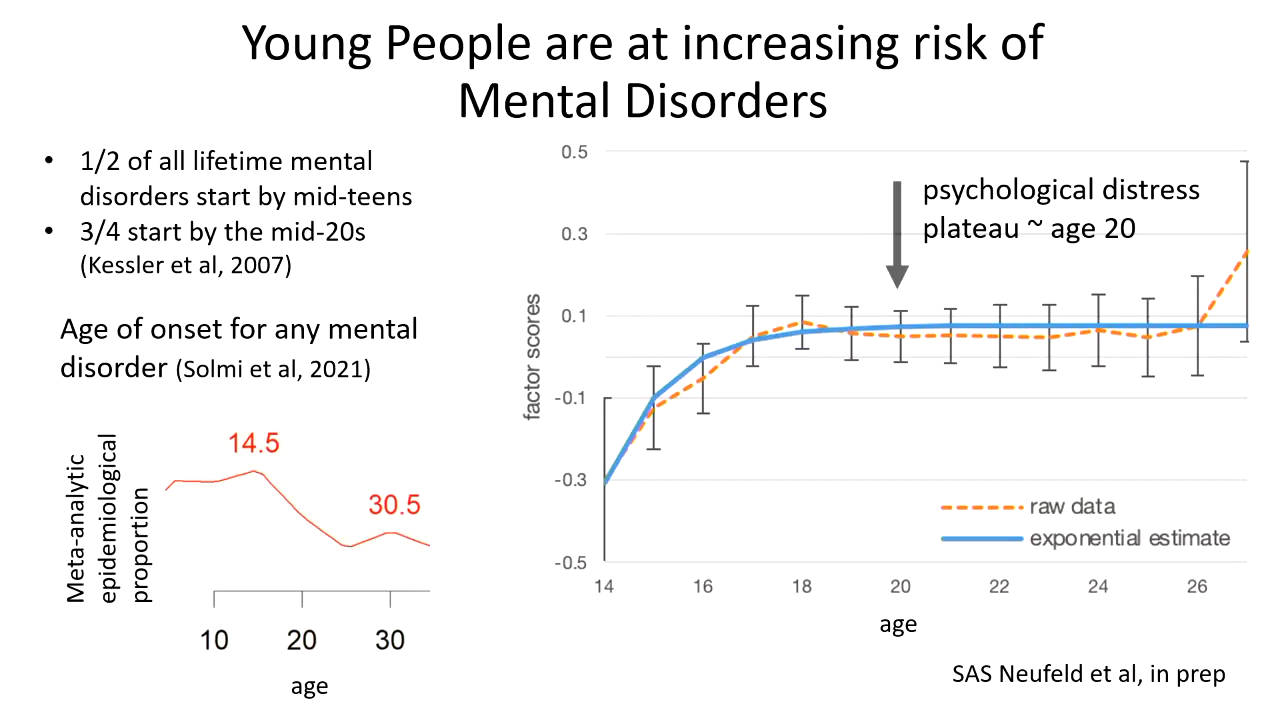 Young People are at increasing risk of
Mental Disorders
• 1/2 of all lifetime mental
disorders start by mid-teens
• 3/4 start by the mid-20s
(Kessler et al, 2007)
Age of onset for any mental
disorder (Solmi et al, 2021)
Meta-analytic
epidemiological
proportion
14.5
30.5
10 20 30
age
0.5
0.3
0.1
-0.1
-0.3
-0.5
factor scores
psychological distress
plateau ~ age 20
raw data
exponential estimate
14 16 18 20 22 24 26
age
SAS Neufeld et al, in prep